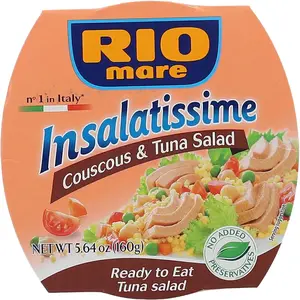 RIO
mare
n° 1 in Italy*
Insalatissime
Couscous & Tuna Salad
NO ADDED
PRESERVATIVES
NET WT 5.64 oz (160g)
Ready to Eat
Tuna salad